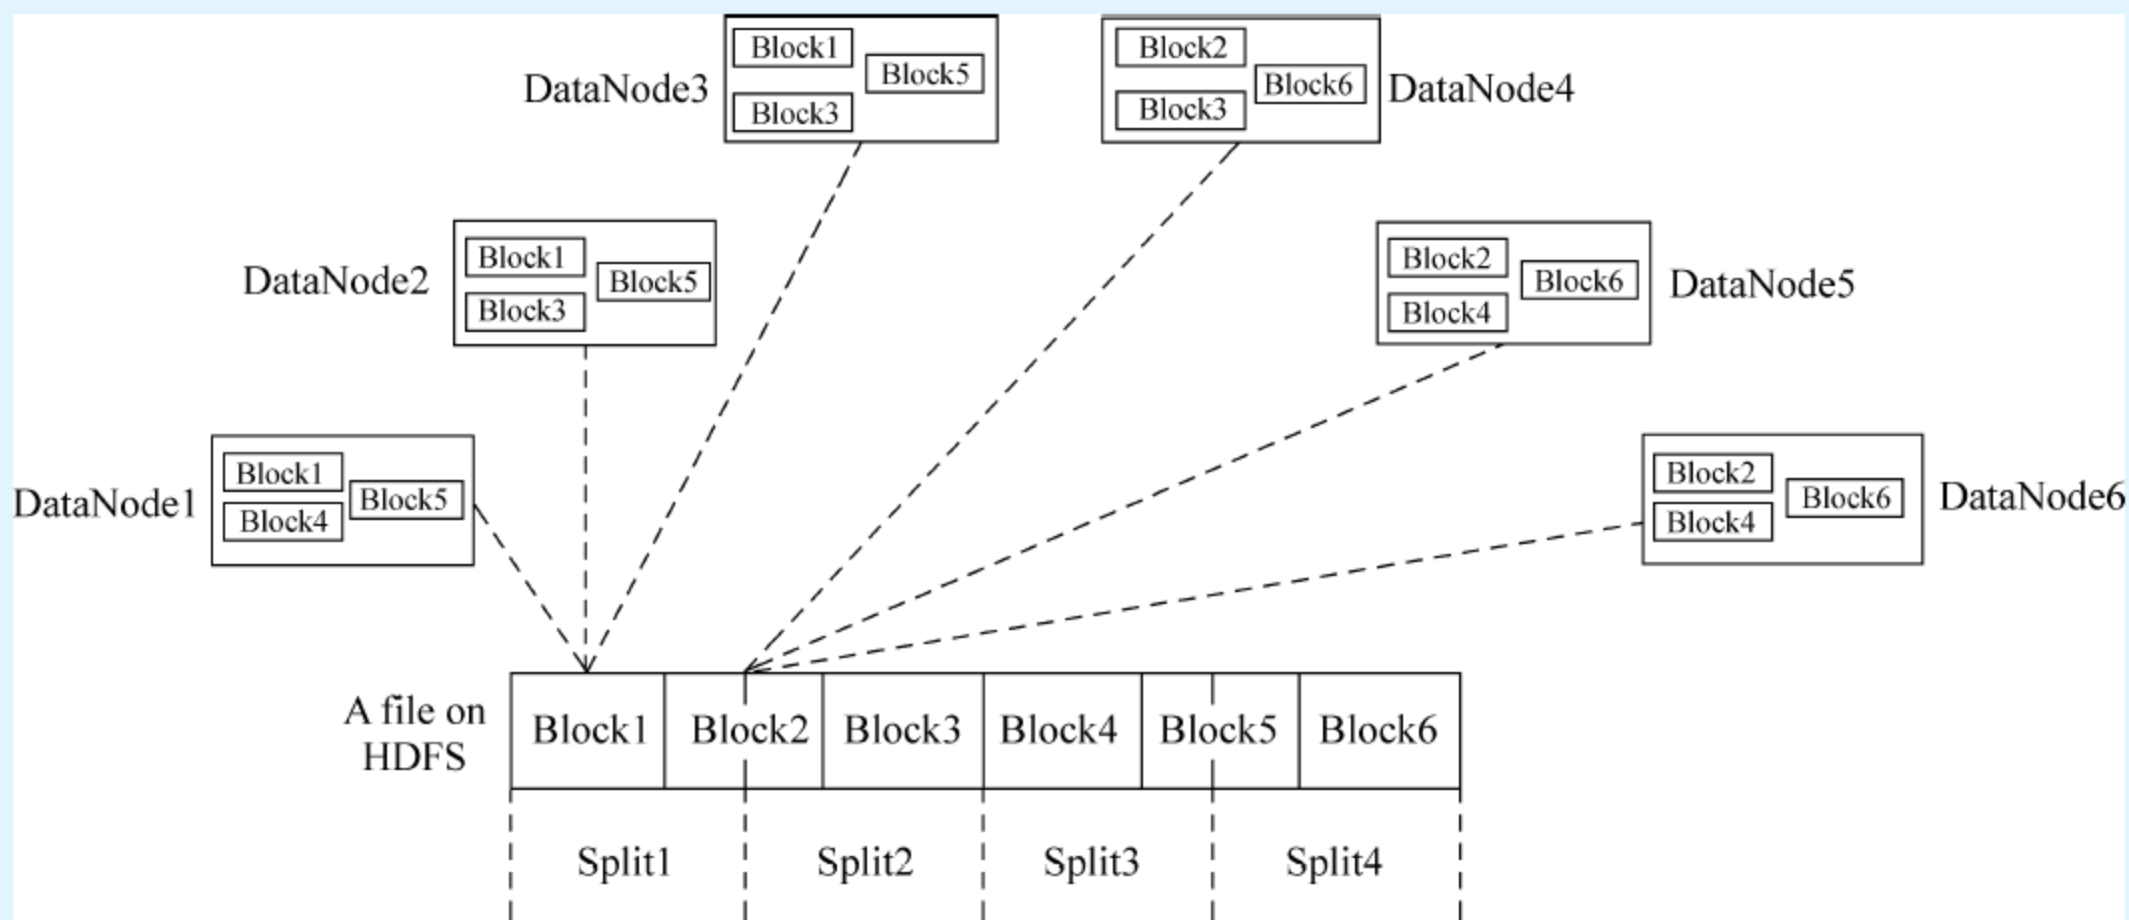 DataNode3
Block1
Block5
Block3
Block2
Block6
Block3
DataNode4
DataNode2
Block1
Block5
Block3
Block2
Block6
Block4
DataNode5
DataNode1
Block1
Block5
Block4
Block2
Block6
Block4
DataNode6
A file on
HDFS
Block1 Block2 Block3 Block4 Block5 Block6
Split1 Split2 Split3 Split4